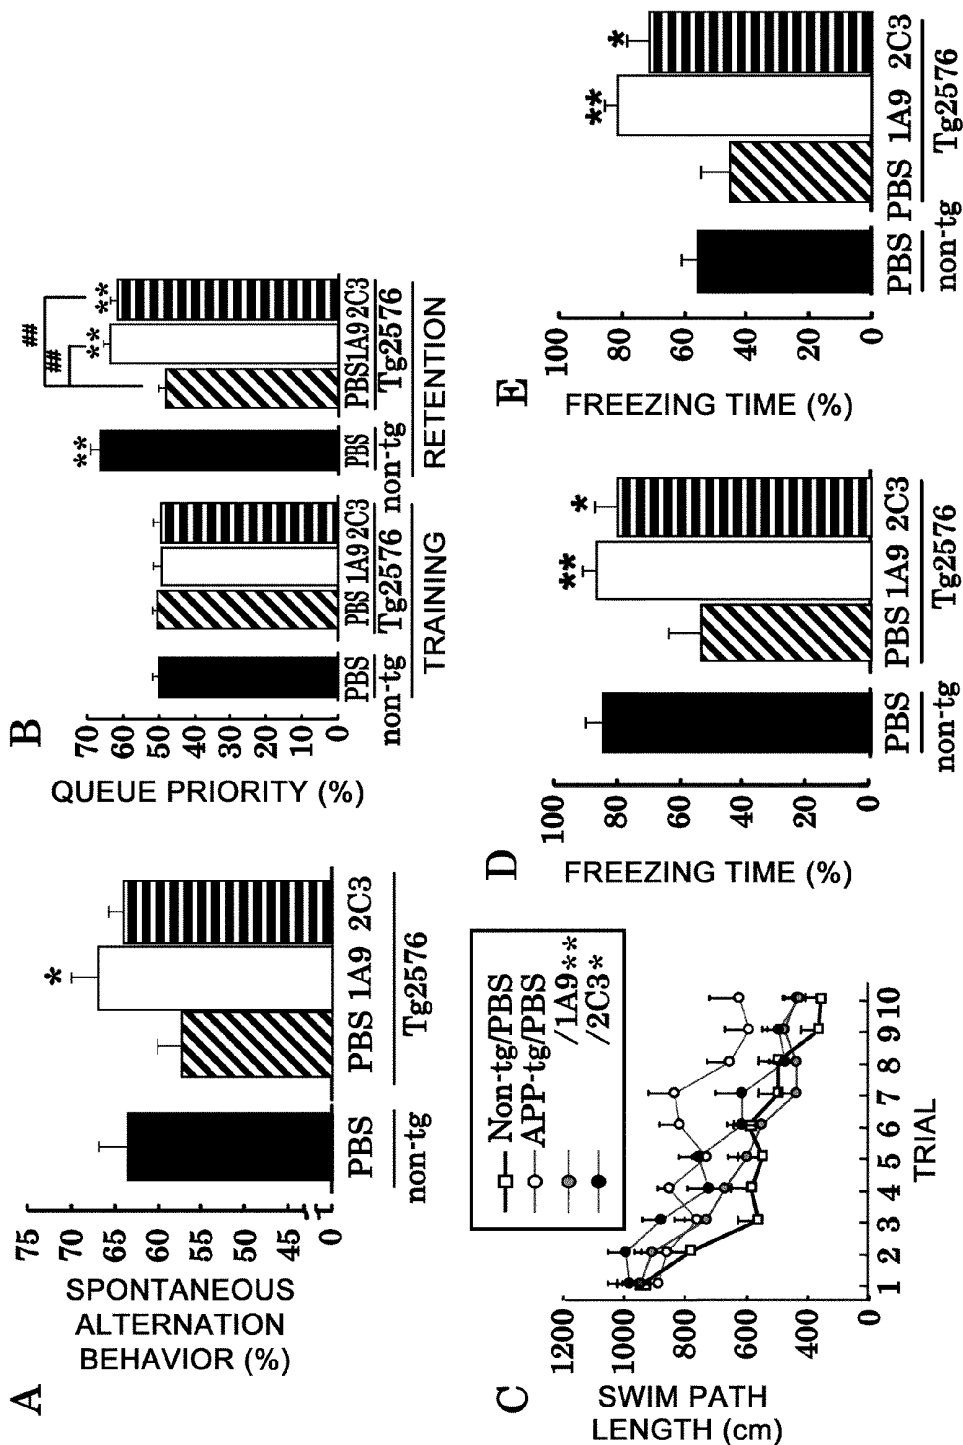 A
SPONTANEOUS
ALTERNATION
BEHAVIOR (%)
75
70
65
60
55
50
45
0
*
PBS PBS 1A9 2C3
non-tg Tg2576
B
QUEUE PRIORITY (%)
70
60
50
40
30
20
10
0
##
##
** ** **
PBS PBS 1A9 2C3 PBS PBS 1A9 2C3
non-tg Tg2576 non-tg Tg2576
TRAINING RETENTION
C
SWIM PATH
LENGTH (cm)
1200
1000
800
600
400
0
Non-tg/PBS
APP-tg/PBS
/1A9**
/2C3*
1 2 3 4 5 6 7 8 9 10
TRIAL
D
FREEZING TIME (%)
100
80
60
40
20
0
** *
PBS PBS 1A9 2C3
non-tg Tg2576
E
FREEZING TIME (%)
100
80
60
40
20
0
** *
PBS PBS 1A9 2C3
non-tg Tg2576